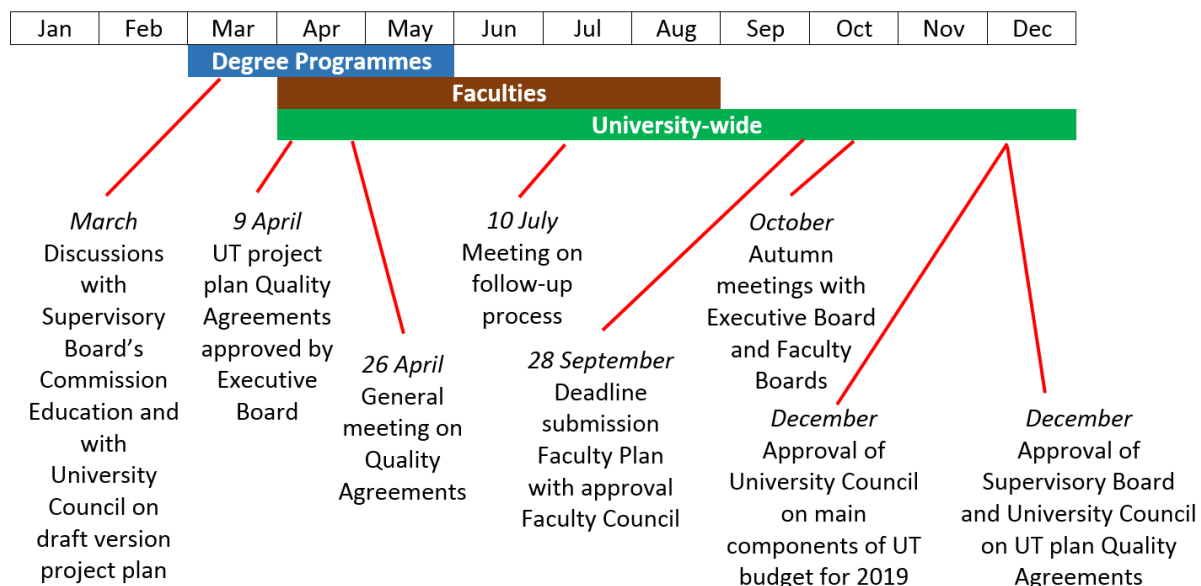 Jan Feb Mar Apr May Jun Jul Aug Sep Oct Nov Dec
Degree Programmes
Faculties
University-wide
March
Discussions
with
Supervisory
Board's
Commission
Education and
with
University
Council on
draft version
project plan
9 April
UT project
plan Quality
Agreements
approved by
Executive
Board
26 April
General
meeting on
Quality
Agreements
10 July
Meeting on
follow-up
process
28 September
Deadline
submission
Faculty Plan
with approval
Faculty Council
October
Autumn
meetings with
Executive Board
and Faculty
Boards
December
Approval of
University Council
on main
components of UT
budget for 2019
December
Approval of
Supervisory Board
and University Council
on UT plan Quality
Agreements